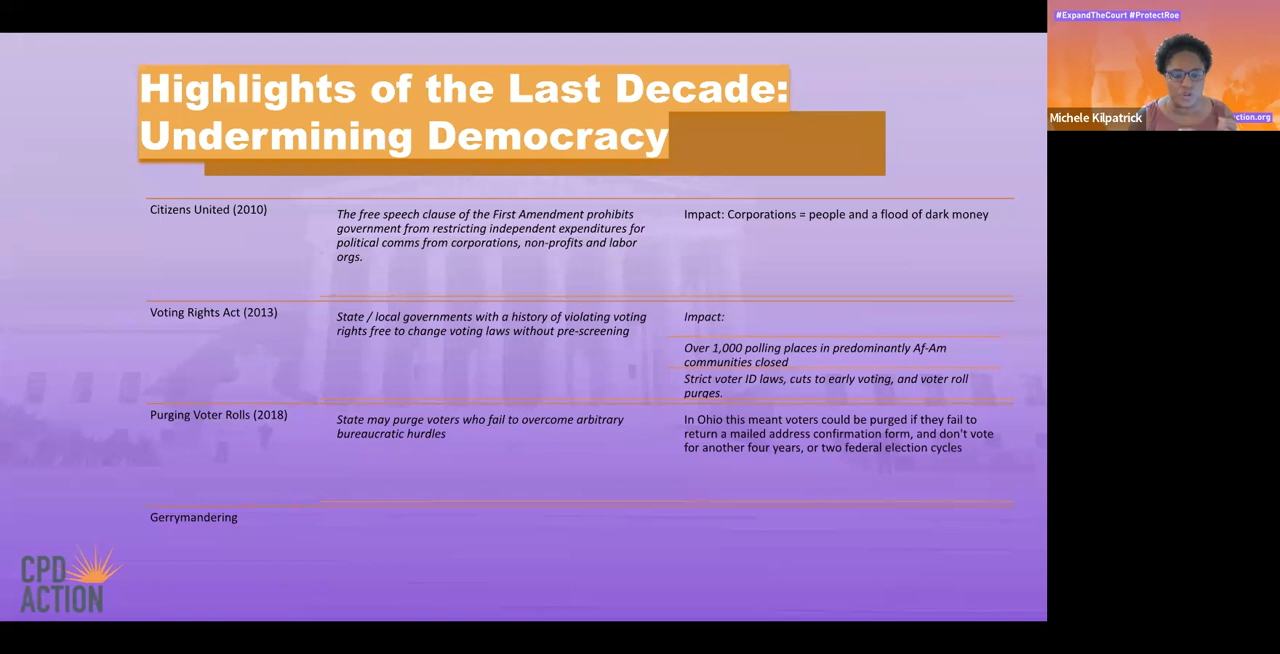 Highlights of the Last Decade:
Undermining Democracy
Citizens United (2010)
The free speech clause of the First Amendment prohibits
government from restricting independent expenditures for
political comms from corporations, non-profits and labor
orgs.
Impact: Corporations = people and a flood of dark money
Voting Rights Act (2013)
State / local governments with a history of violating voting
rights free to change voting laws without pre-screening
Impact:
Over 1,000 polling places in predominantly Af-Am
communities closed
Strict voter ID laws, cuts to early voting, and voter roll
purges.
Purging Voter Rolls (2018)
State may purge voters who fail to overcome arbitrary
bureaucratic hurdles
In Ohio this meant voters could be purged if they fail to
return a mailed address confirmation form, and don't vote
for another four years, or two federal election cycles
Gerrymandering
CPD
ACTION
#ExpandTheCourt #ProtectRoe
Michele Kilpatrick
ction.org